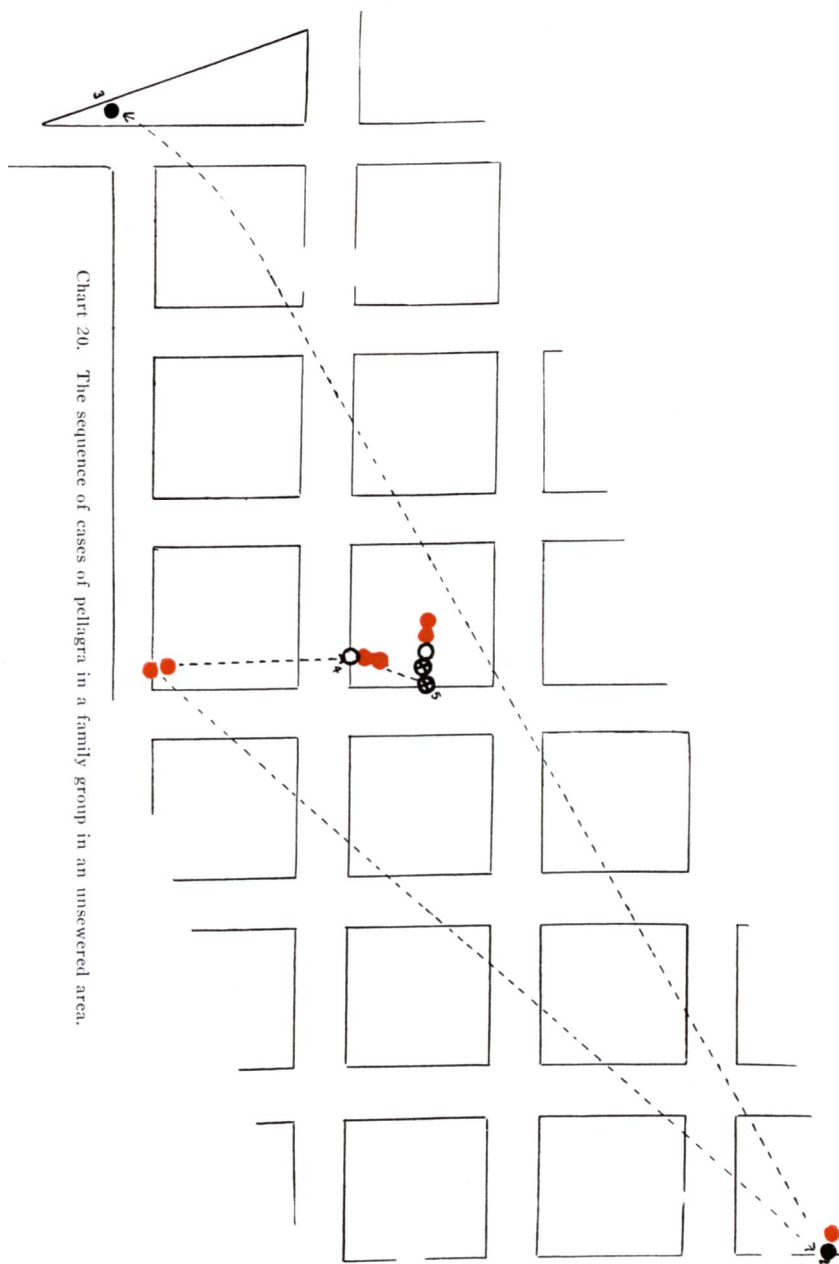 Chart 20. The sequence of cases of pellagra in a family group in an unsewered area.
3
4
5